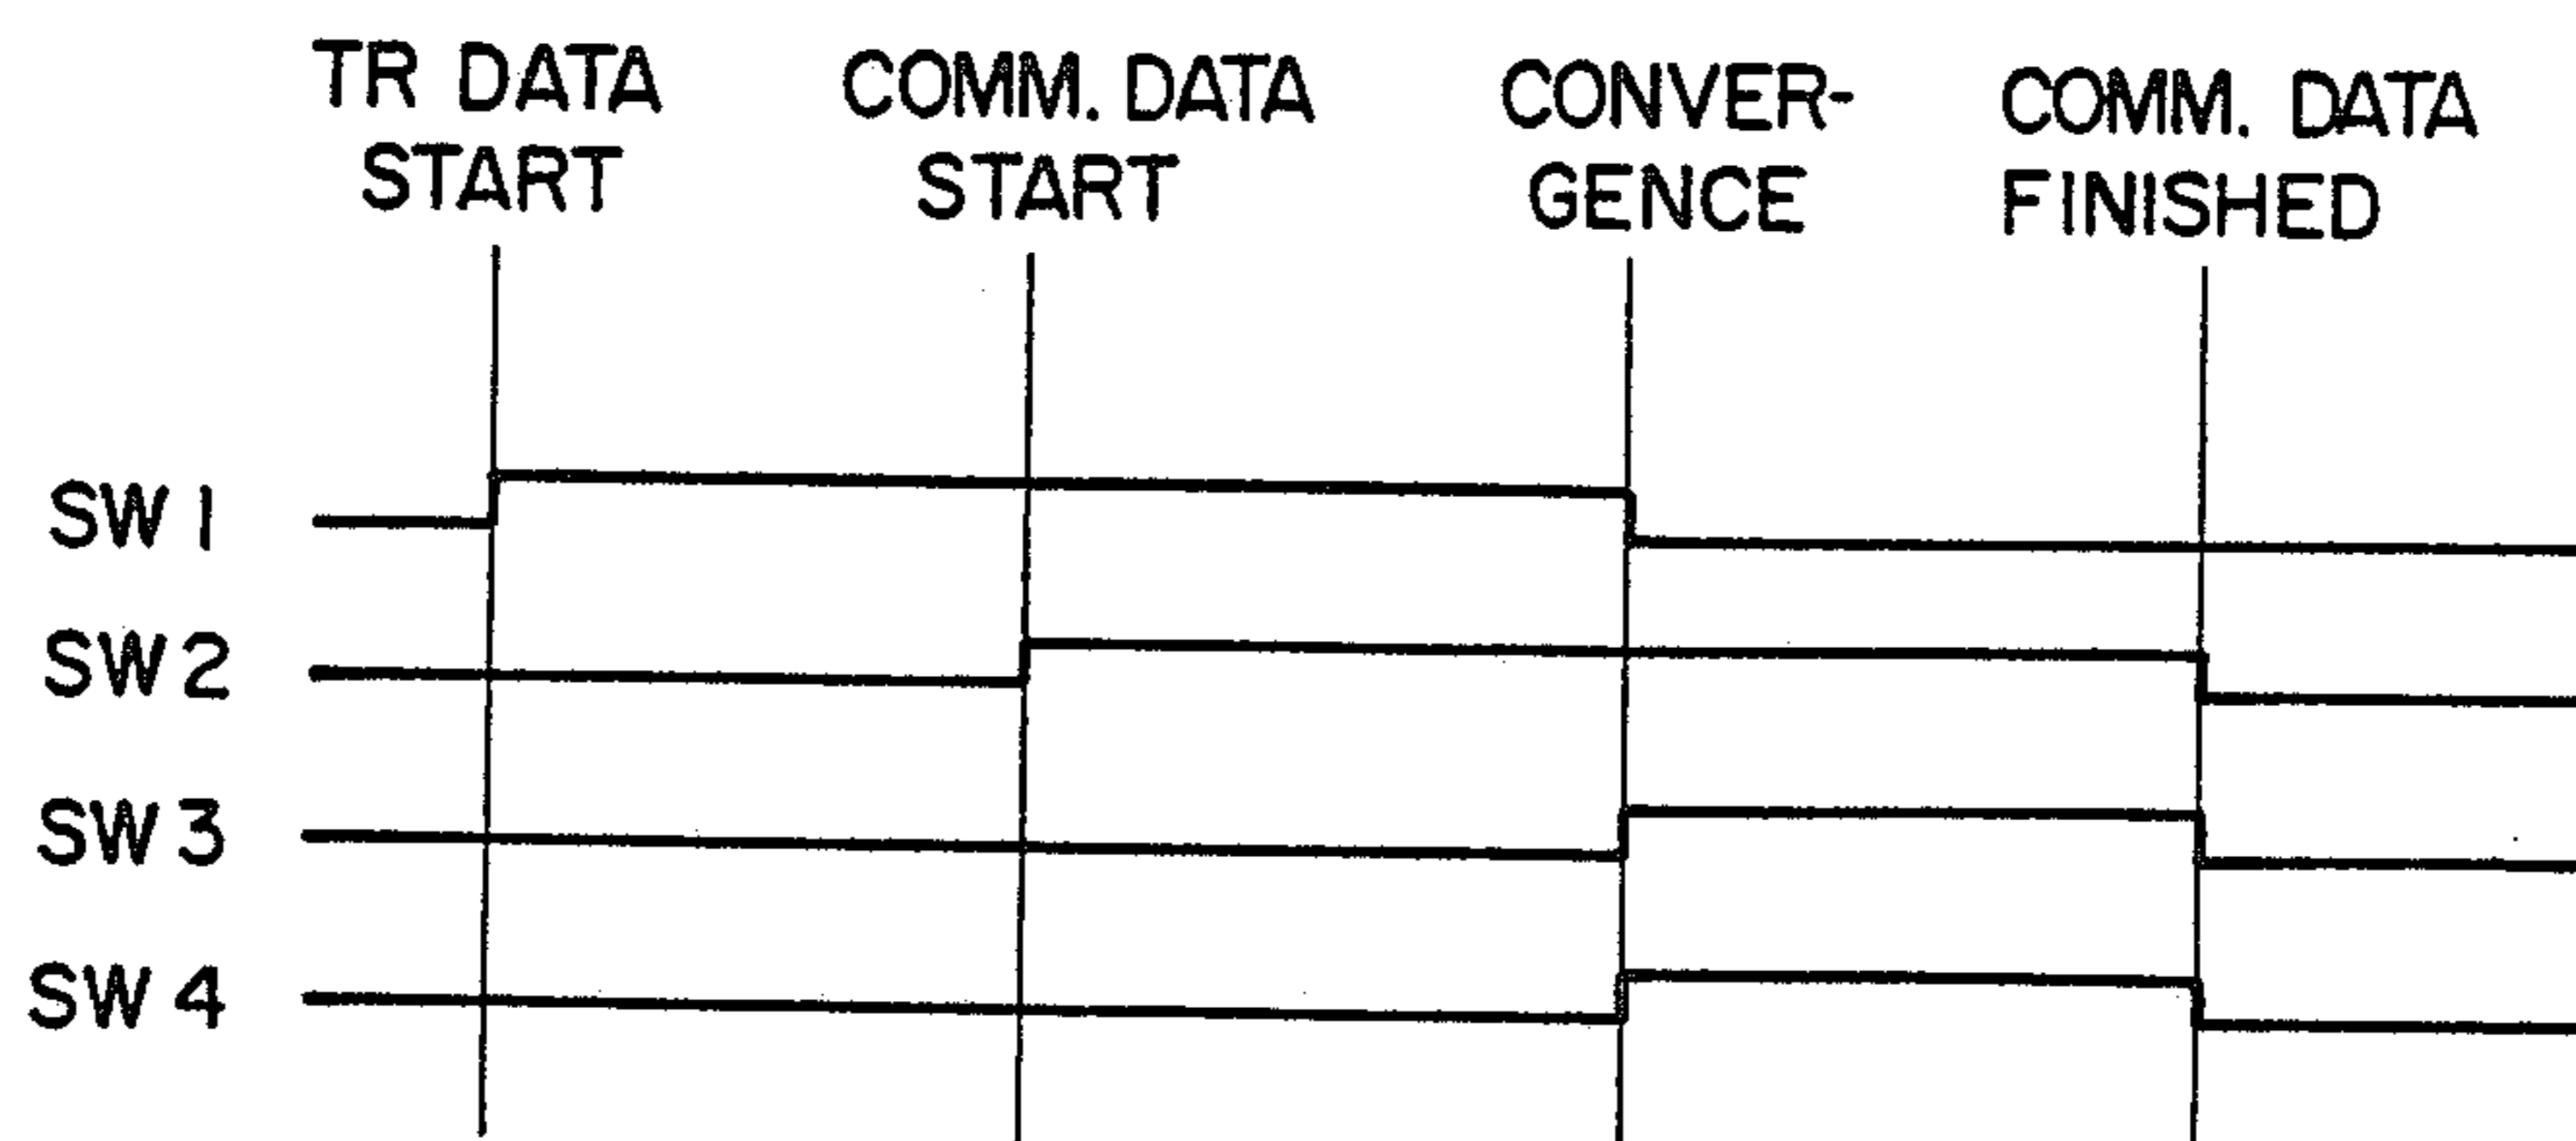 TR DATA
START
COMM. DATA
START
CONVER-
GENCE
COMM. DATA
FINISHED
SW 1
SW 2
SW 3
SW 4